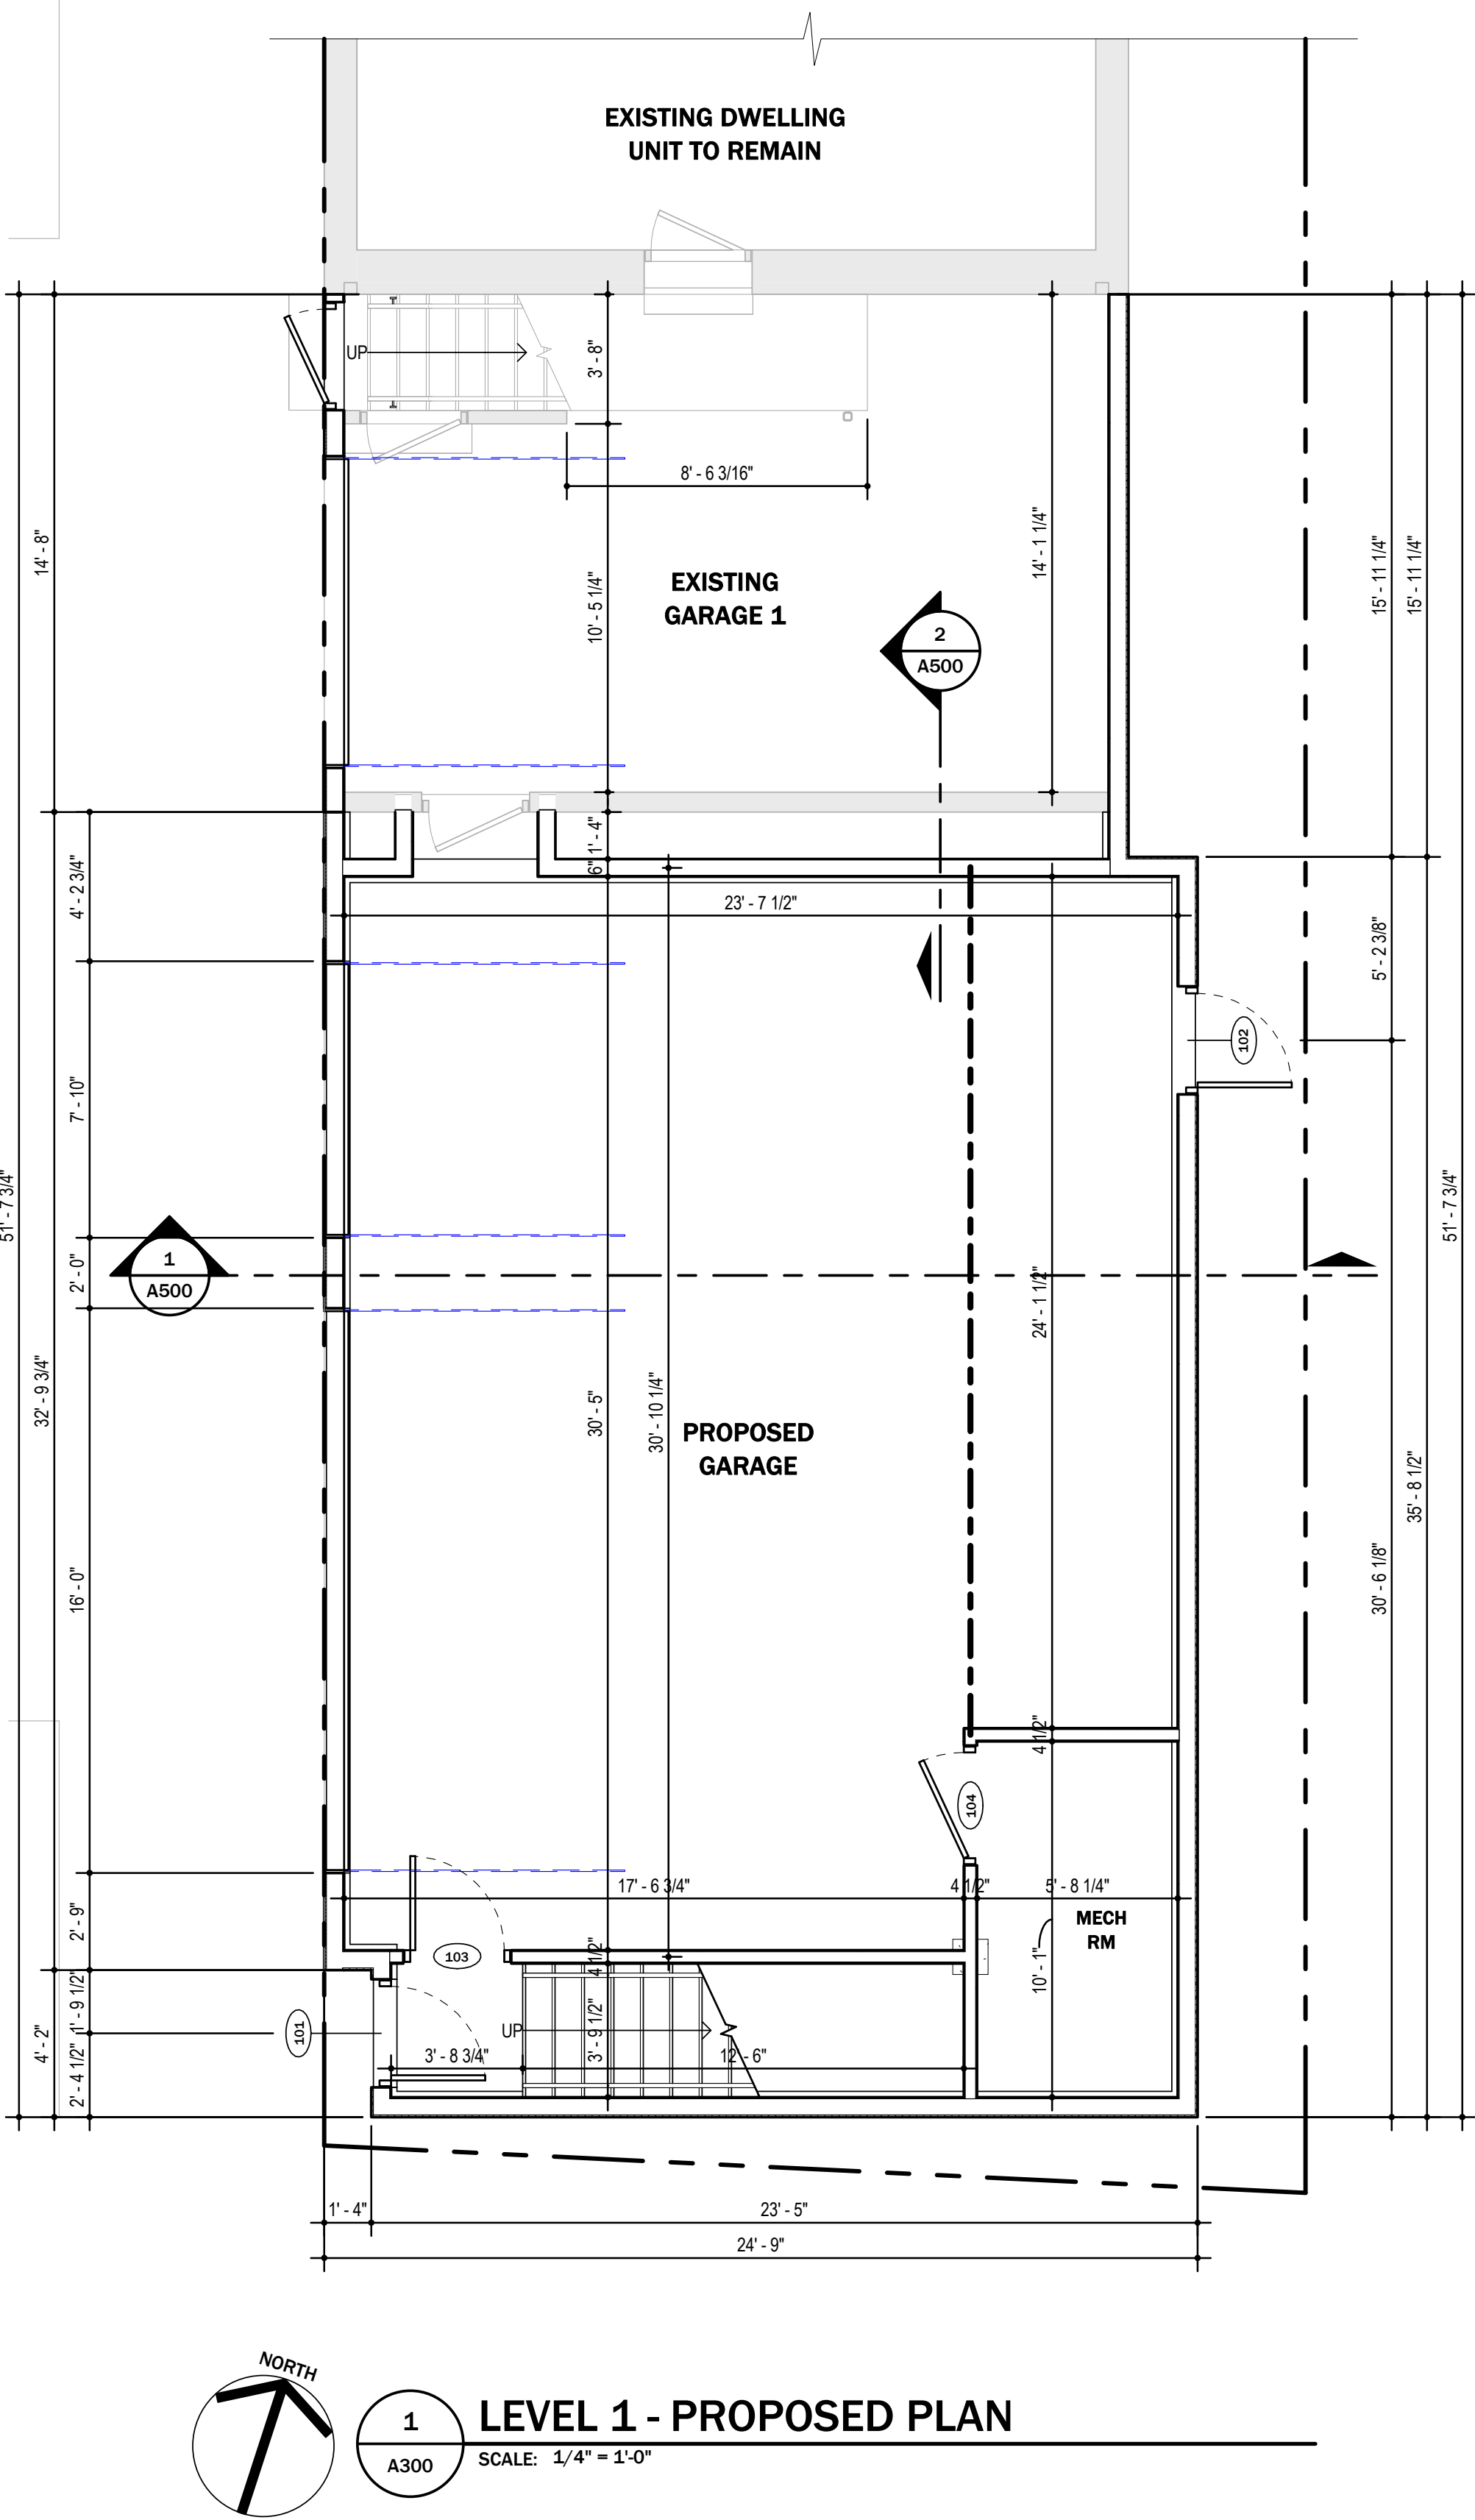 EXISTING DWELLING
UNIT TO REMAIN
UP
3' - 8"
8' - 6 3/16"
14' - 8"
10' - 5 1/4"
14' - 1 1/4"
15' - 11 1/4"
15' - 11 1/4"
EXISTING
GARAGE 1
2
A500
1' - 4"
6"
4' - 2 3/4"
23' - 7 1/2"
5' - 2 3/8"
102
7' - 10"
51' - 7 3/4"
51' - 7 3/4"
1
A500
2' - 0"
24' - 1 1/2"
32' - 9 3/4"
30' - 5"
30' - 10 1/4"
PROPOSED
GARAGE
35' - 8 1/2"
16' - 0"
30' - 6 1/8"
4 1/2"
104
17' - 6 3/4"
4 1/2"
5' - 8 1/4"
MECH
RM
2' - 9"
103
4 1/2"
10' - 1"
1' - 9 1/2"
101
UP
3' - 9 1/2"
4' - 2"
2' - 4 1/2"
3' - 8 3/4"
12' - 6"
1' - 4"
23' - 5"
24' - 9"
NORTH
1
A300
LEVEL 1 - PROPOSED PLAN
SCALE: 1/4" = 1'-0"